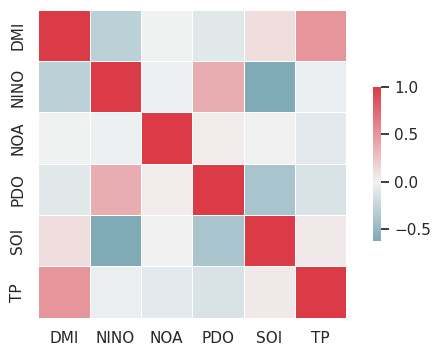 DMI
NINO
NOA
PDO
SOI
TP
DMI NINO NOA PDO SOI TP
1.0
0.5
0.0
−0.5